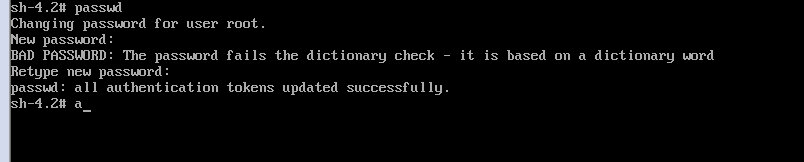 sh-4.2# passwd
Changing password for user root.
New password:
BAD PASSWORD: The password fails the dictionary check - it is based on a dictionary word
Retype new password:
passwd: all authentication tokens updated successfully.
sh-4.2# a_